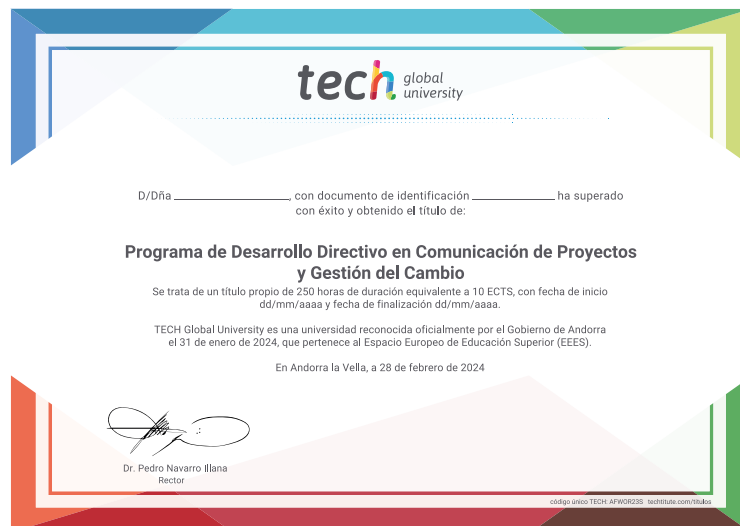 tech global university
D/Dña ______________, con documento de identificación ______________ ha superado
con éxito y obtenido el título de:
Programa de Desarrollo Directivo en Comunicación de Proyectos
y Gestión del Cambio
Se trata de un título propio de 250 horas de duración equivalente a 10 ECTS, con fecha de inicio
dd/mm/aaaa y fecha de finalización dd/mm/aaaa.
TECH Global University es una universidad reconocida oficialmente por el Gobierno de Andorra
el 31 de enero de 2024, que pertenece al Espacio Europeo de Educación Superior (EEES).
En Andorra la Vella, a 28 de febrero de 2024
Dr. Pedro Navarro Illana
Rector
código único TECH: AFWOR23S techtitute.com/titulos